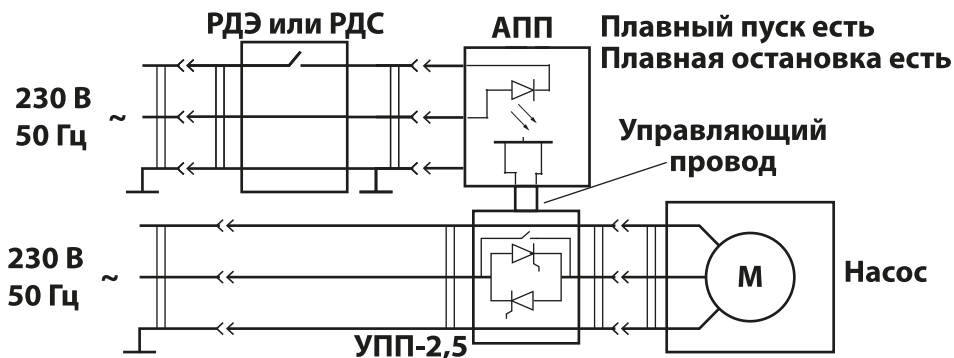 РДЭ или РДС
АПП
Плавный пуск есть
Плавная остановка есть
230 В
50 Гц
~
Управляющий
провод
230 В
50 Гц
~
М
Насос
УПП-2,5